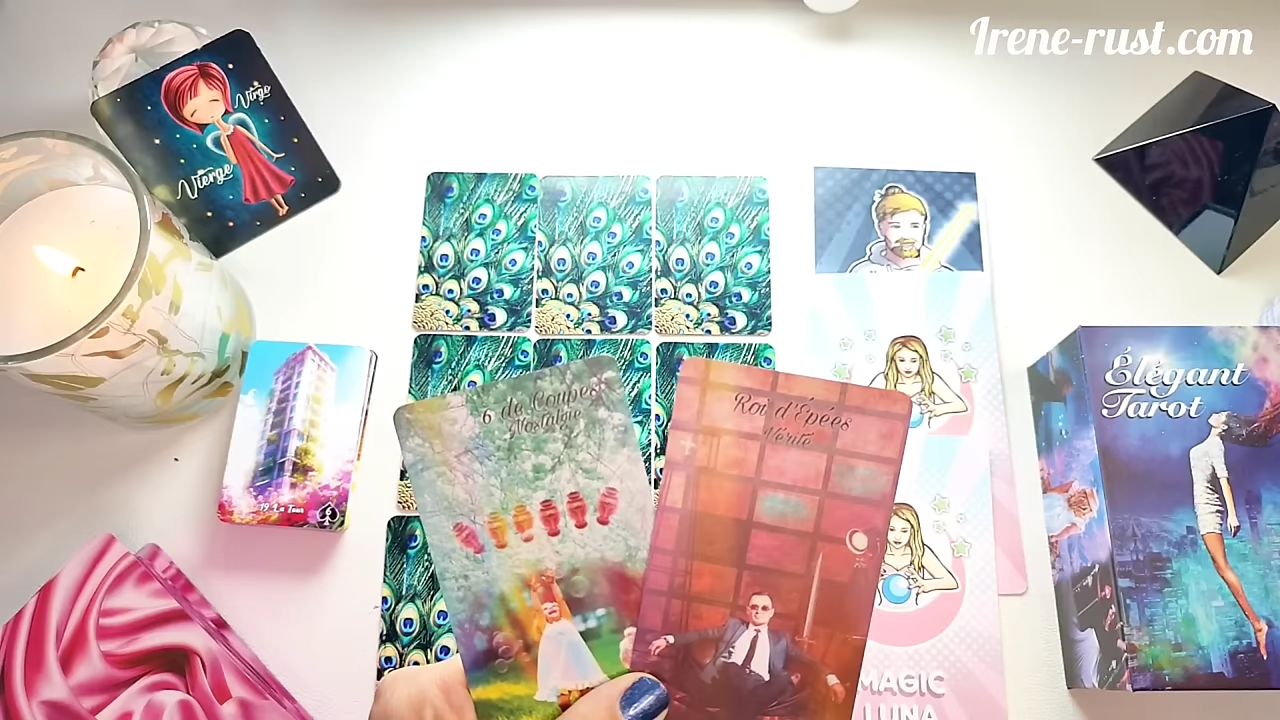 Irene-rust.com
Virgo
Vierge
6 de Coupes
Nostalgie
Roi d'Épées
Vérité
Élégant
Tarot
19 La Tour
6
MAGIC
LUNA